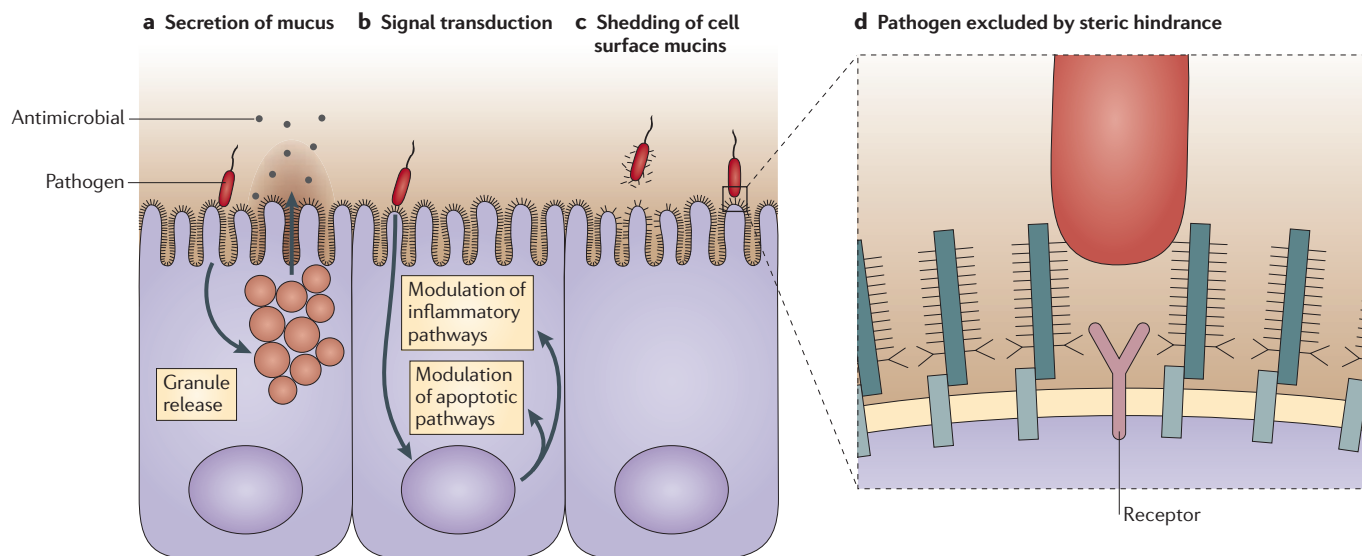 a Secretion of mucus
b Signal transduction
c Shedding of cell
surface mucins
d Pathogen excluded by steric hindrance
Antimicrobial
Pathogen
Granule
release
Modulation of
inflammatory
pathways
Modulation
of apoptotic
pathways
Receptor